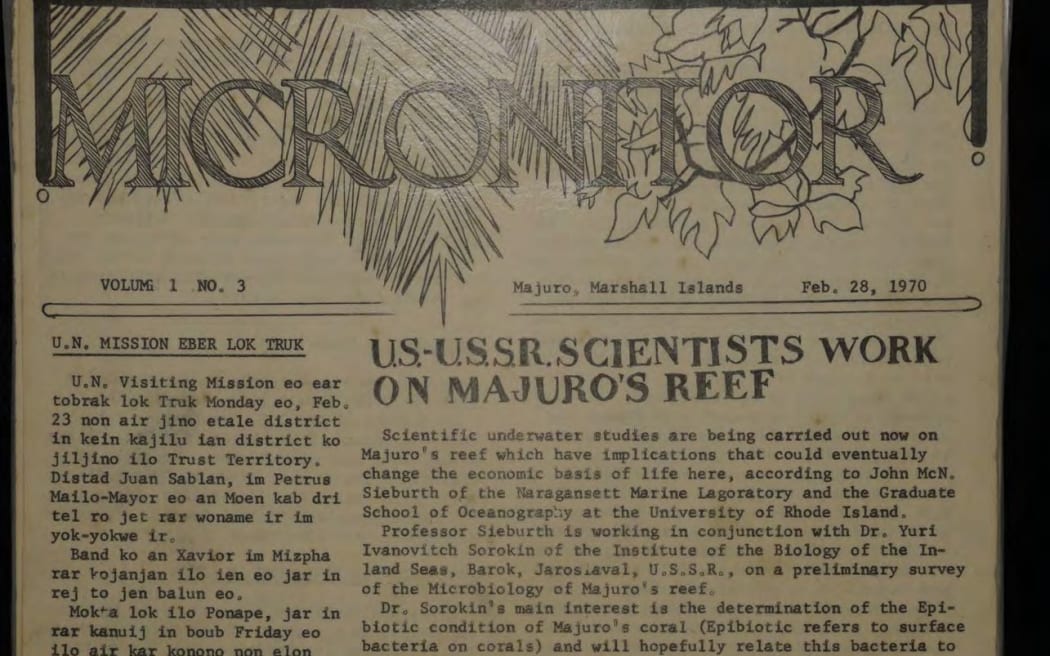 MICRONITOR
VOLUME 1 NO. 3
Majuro, Marshall Islands
Feb. 28, 1970
U.N. MISSION EBER LOK TRUK
U.N. Visiting Mission eo ear
tobrak lok Truk Monday eo, Feb.
23 non air jino etale district
in kein kajilu ian district ko
jiljino ilo Trust Territory.
Distad Juan Sablan, im Petrus
Mailo-Mayor eo an Moen kab dri
tel ro jet rar woname ir im
yok-yokwe ir.
Band ko an Xavior im Mizpha
rar kojanjan ilo ien eo jar in
rej to jen balun eo.
Mokta lok ilo Ponape, jar in
rar kanuij in boub Friday eo
ilo air kar konono non elon
U.S.-U.S.S.R. SCIENTISTS WORK
ON MAJURO'S REEF
Scientific underwater studies are being carried out now on
Majuro's reef which have implications that could eventually
change the economic basis of life here, according to John McN.
Sieburth of the Naragansett Marine Lagoratory and the Graduate
School of Oceanography at the University of Rhode Island.
Professor Sieburth is working in conjunction with Dr. Yuri
Ivanovitch Sorokin of the Institute of the Biology of the In-
land Seas, Barok, Jaroslaval, U.S.S.R., on a preliminary survey
of the Microbiology of Majuro's reef.
Dr. Sorokin's main interest is the determination of the Epi-
biotic condition of Majuro's coral (Epibiotic refers to surface
bacteria on corals) and will hopefully relate this bacteria to